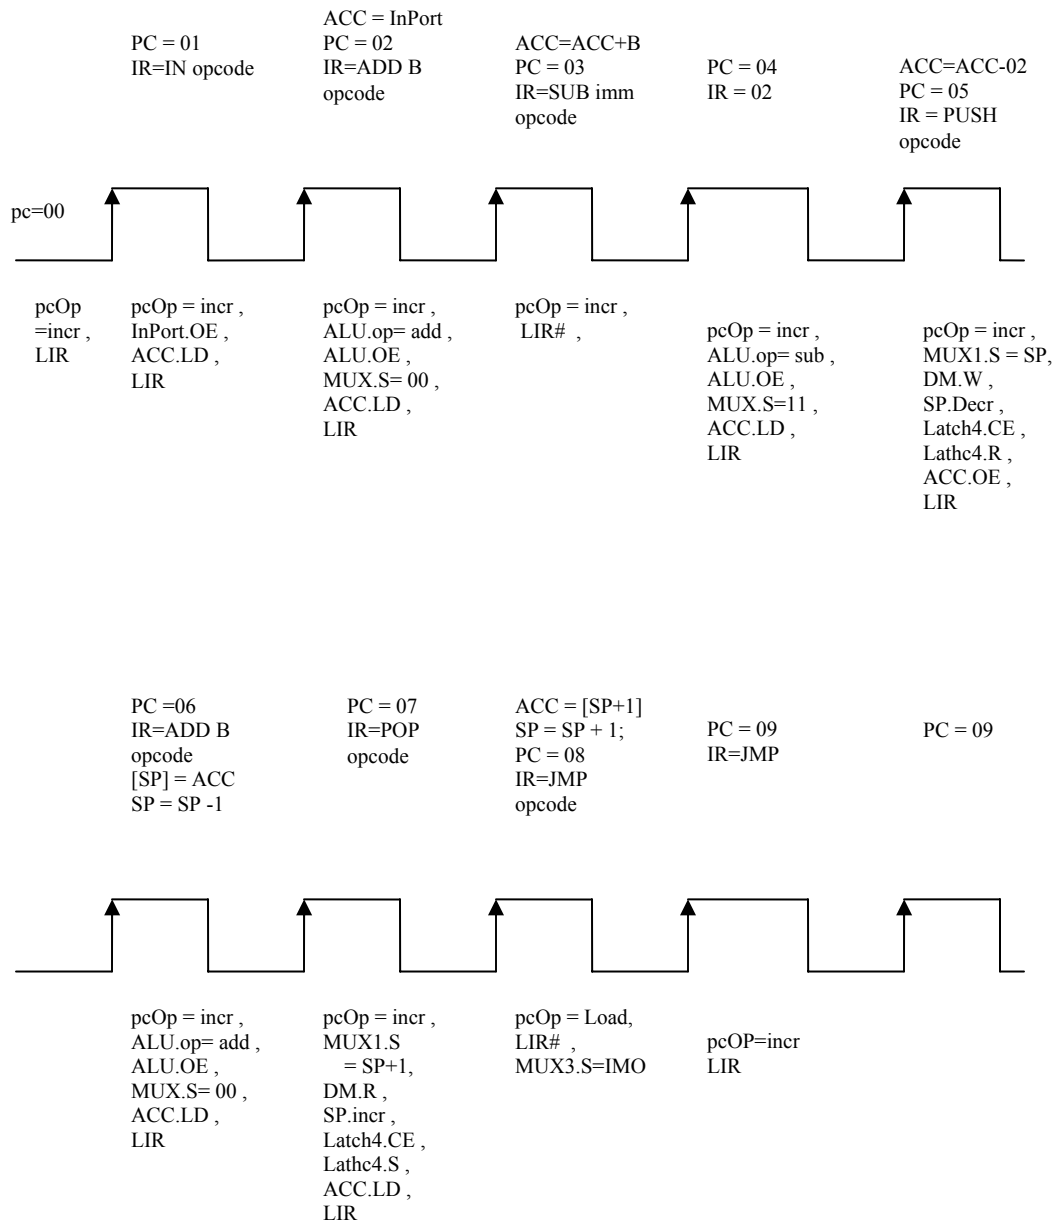 PC = 01
IR=IN opcode
ACC = InPort
PC = 02
IR=ADD B
opcode
ACC=ACC+B
PC = 03
IR=SUB imm
opcode
PC = 04
IR = 02
ACC=ACC-02
PC = 05
IR = PUSH
opcode
pc=00
pcOp
=incr ,
LIR
pcOp = incr ,
InPort.OE ,
ACC.LD ,
LIR
pcOp = incr ,
ALU.op= add ,
ALU.OE ,
MUX.S= 00 ,
ACC.LD ,
LIR
pcOp = incr ,
LIR# ,
pcOp = incr ,
ALU.op= sub ,
ALU.OE ,
MUX.S=11 ,
ACC.LD ,
LIR
pcOp = incr ,
MUX1.S = SP,
DM.W ,
SP.Decr ,
Latch4.CE ,
Lathc4.R ,
ACC.OE ,
LIR
PC =06
IR=ADD B
opcode
[SP] = ACC
SP = SP -1
PC = 07
IR=POP
opcode
ACC = [SP+1]
SP = SP + 1;
PC = 08
IR=JMP
opcode
PC = 09
IR=JMP
PC = 09
pcOp = incr ,
ALU.op= add ,
ALU.OE ,
MUX.S= 00 ,
ACC.LD ,
LIR
pcOp = incr ,
MUX1.S
= SP+1,
DM.R ,
SP.incr ,
Latch4.CE ,
Lathc4.S ,
ACC.LD ,
LIR
pcOp = Load,
LIR# ,
MUX3.S=IMO
pcOP=incr
LIR